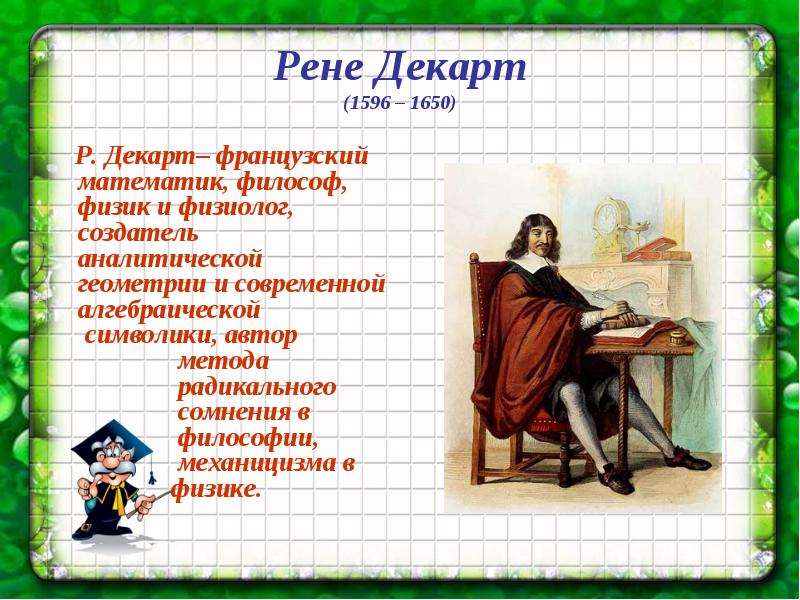 Рене Декарт
(1596 – 1650)
Р. Декарт– французский
математик, философ,
физик и физиолог,
создатель
аналитической
геометрии и современной
алгебраической
символики, автор
метода
радикального
сомнения в
философии,
механицизма в
физике.